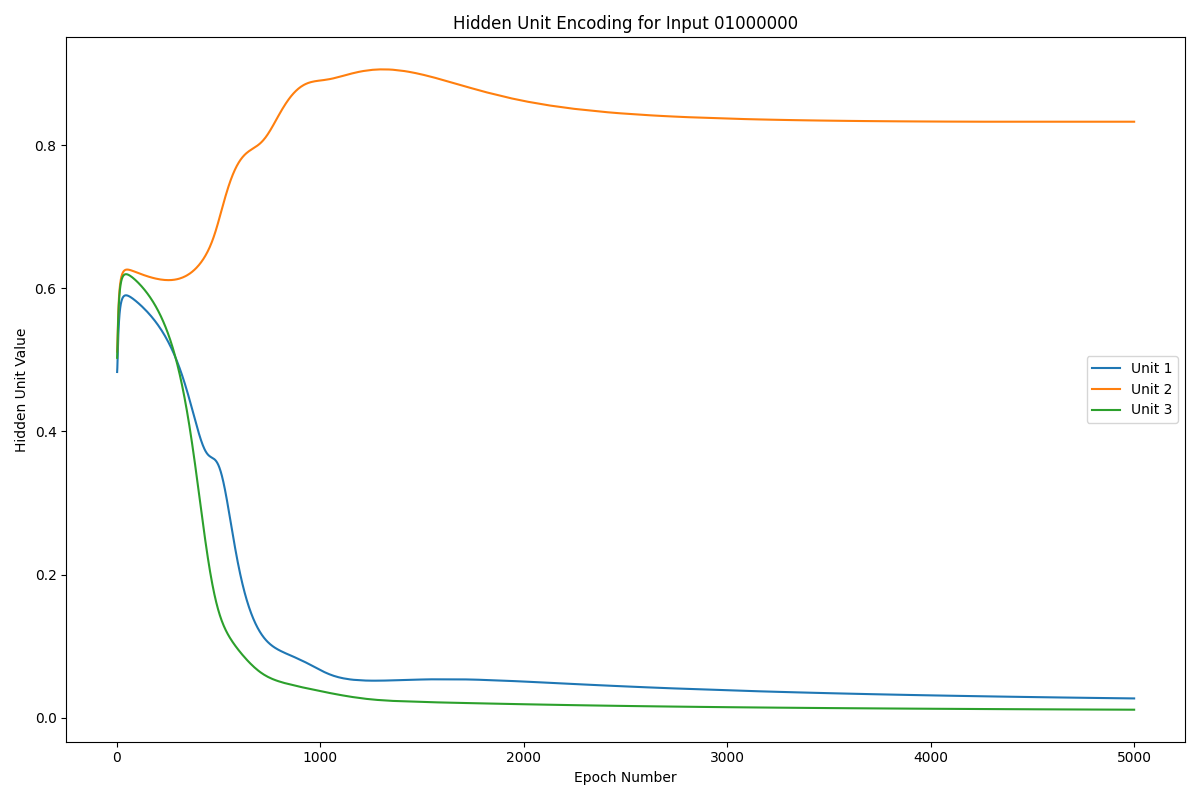 Hidden Unit Encoding for Input 01000000
Hidden Unit Value
0.8
0.6
0.4
0.2
0.0
Unit 1
Unit 2
Unit 3
0 1000 2000 3000 4000 5000
Epoch Number